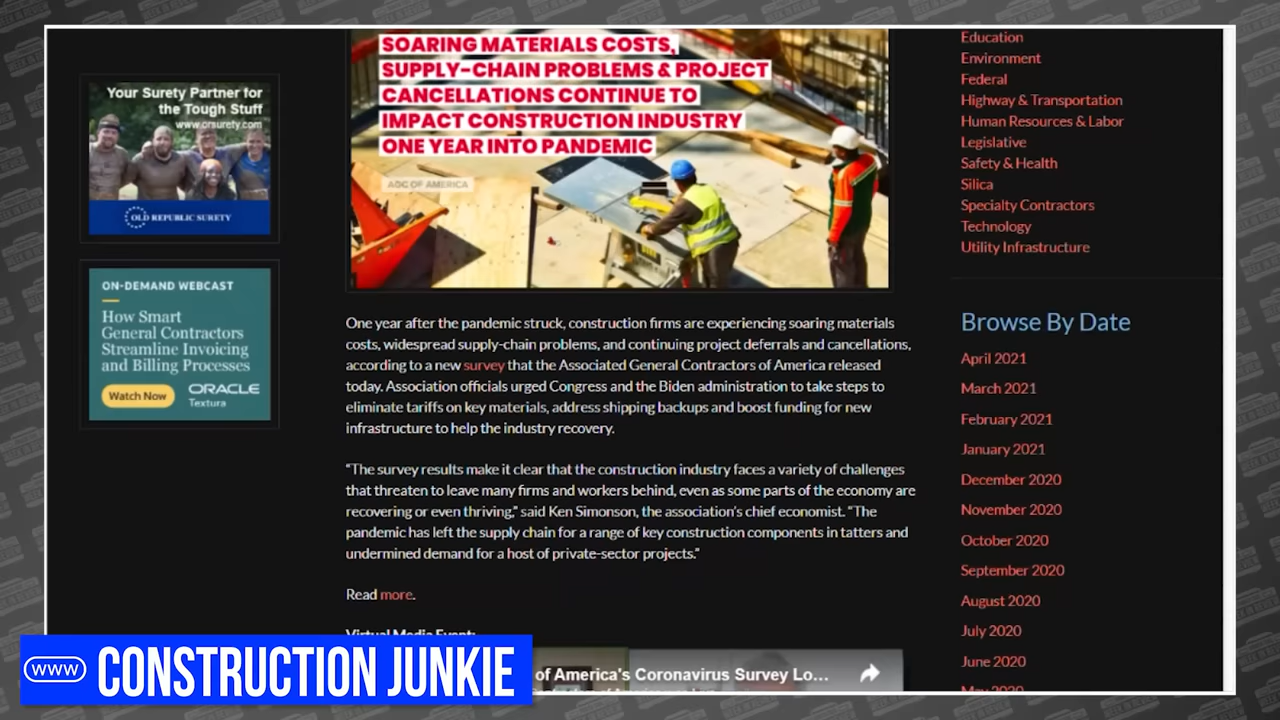 Your Surety Partner for
the Tough Stuff
www.orsurety.com
OLD REPUBLIC SURETY
ON-DEMAND WEBCAST
How Smart
General Contractors
Streamline Invoicing
and Billing Processes
Watch Now
ORACLE
Textura
SOARING MATERIALS COSTS,
SUPPLY-CHAIN PROBLEMS & PROJECT
CANCELLATIONS CONTINUE TO
IMPACT CONSTRUCTION INDUSTRY
ONE YEAR INTO PANDEMIC
AGC OF AMERICA
One year after the pandemic struck, construction firms are experiencing soaring materials
costs, widespread supply-chain problems, and continuing project deferrals and cancellations,
according to a new survey that the Associated General Contractors of America released
today. Association officials urged Congress and the Biden administration to take steps to
eliminate tariffs on key materials, address shipping backups and boost funding for new
infrastructure to help the industry recovery.
“The survey results make it clear that the construction industry faces a variety of challenges
that threaten to leave many firms and workers behind, even as some parts of the economy are
recovering or even thriving,” said Ken Simonson, the association’s chief economist. “The
pandemic has left the supply chain for a range of key construction components in tatters and
undermined demand for a host of private-sector projects.”
Read more.
Virtual Media Event:
of America's Coronavirus Survey Lo...
Education
Environment
Federal
Highway & Transportation
Human Resources & Labor
Legislative
Safety & Health
Silica
Specialty Contractors
Technology
Utility Infrastructure
Browse By Date
April 2021
March 2021
February 2021
January 2021
December 2020
November 2020
October 2020
September 2020
August 2020
July 2020
June 2020
May 2020
www CONSTRUCTION JUNKIE